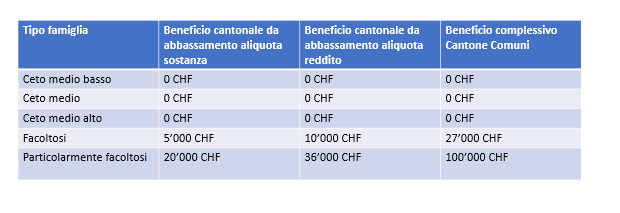 Tipo famiglia
Beneficio cantonale da
abbassamento aliquota
sostanza
Beneficio cantonale da
abbassamento aliquota
reddito
Beneficio complessivo
Cantone Comuni
Ceto medio basso 0 CHF 0 CHF 0 CHF
Ceto medio 0 CHF 0 CHF 0 CHF
Ceto medio alto 0 CHF 0 CHF 0 CHF
Facoltosi 5’000 CHF 10’000 CHF 27’000 CHF
Particolarmente facoltosi 20’000 CHF 36’000 CHF 100’000 CHF